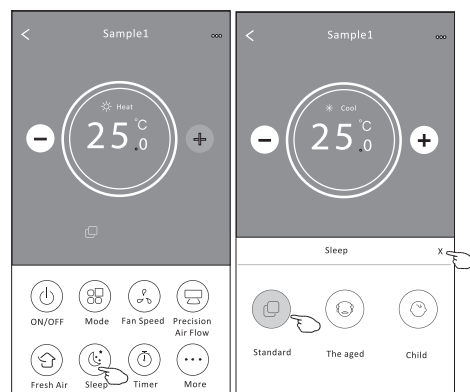 Sample1
Heat
25.0 °C
ON/OFF Mode Fan Speed Precision
Air Flow
Fresh Air Sleep Timer More
Sample1
Cool
25.0 °C
Sleep X
Standard The aged Child